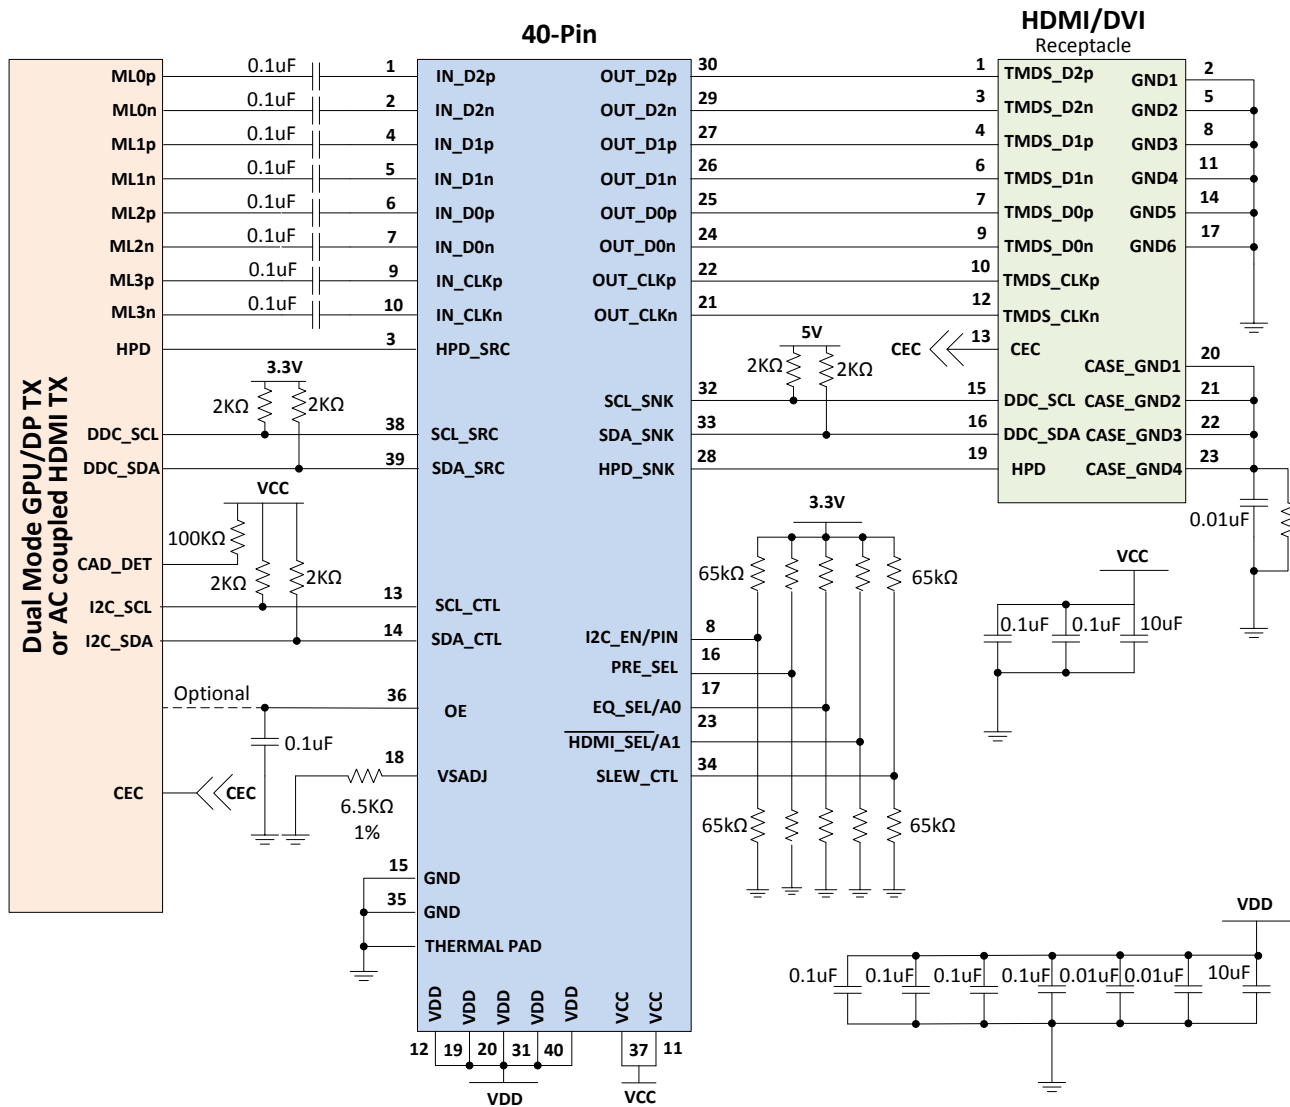 40-Pin
HDMI/DVI
Receptacle
Dual Mode GPU/DP TX
or AC coupled HDMI TX
ML0p 0.1uF 1 IN_D2p OUT_D2p 30 1 TMDS_D2p GND1 2
ML0n 0.1uF 2 IN_D2n OUT_D2n 29 3 TMDS_D2n GND2 5
ML1p 0.1uF 4 IN_D1p OUT_D1p 27 4 TMDS_D1p GND3 8
ML1n 0.1uF 5 IN_D1n OUT_D1n 26 6 TMDS_D1n GND4 11
ML2p 0.1uF 6 IN_D0p OUT_D0p 25 7 TMDS_D0p GND5 14
ML2n 0.1uF 7 IN_D0n OUT_D0n 24 9 TMDS_D0n GND6 17
ML3p 0.1uF 9 IN_CLKp OUT_CLKp 22 10 TMDS_CLKp
ML3n 0.1uF 10 IN_CLKn OUT_CLKn 21 12 TMDS_CLKn
HPD 3 HPD_SRC 5V CEC 13 CEC
3.3V 2KΩ 2KΩ CASE_GND1 20
2KΩ 2KΩ SCL_SNK 32 15 DDC_SCL CASE_GND2 21
DDC_SCL 38 SCL_SRC SDA_SNK 33 16 DDC_SDA CASE_GND3 22
DDC_SDA 39 SDA_SRC HPD_SNK 28 19 HPD CASE_GND4 23
VCC 3.3V 0.01uF
100KΩ
CAD_DET 65kΩ 65kΩ VCC
2KΩ 2KΩ
I2C_SCL 13 SCL_CTL
I2C_SDA 14 SDA_CTL I2C_EN/PIN 8 0.1uF 0.1uF 10uF
PRE_SEL 16
Optional 36 OE EQ_SEL/A0 17
0.1uF HDMI_SEL/A1 23
18 VSADJ SLEW_CTL 34
CEC CEC 6.5KΩ
1%
65kΩ 65kΩ
15 GND
35 GND
THERMAL PAD
VDD
0.1uF 0.1uF 0.1uF 0.1uF 0.01uF 0.01uF 10uF
VDD VDD VDD VDD VDD VCC VCC
12 19 20 31 40 37 11
VDD VCC